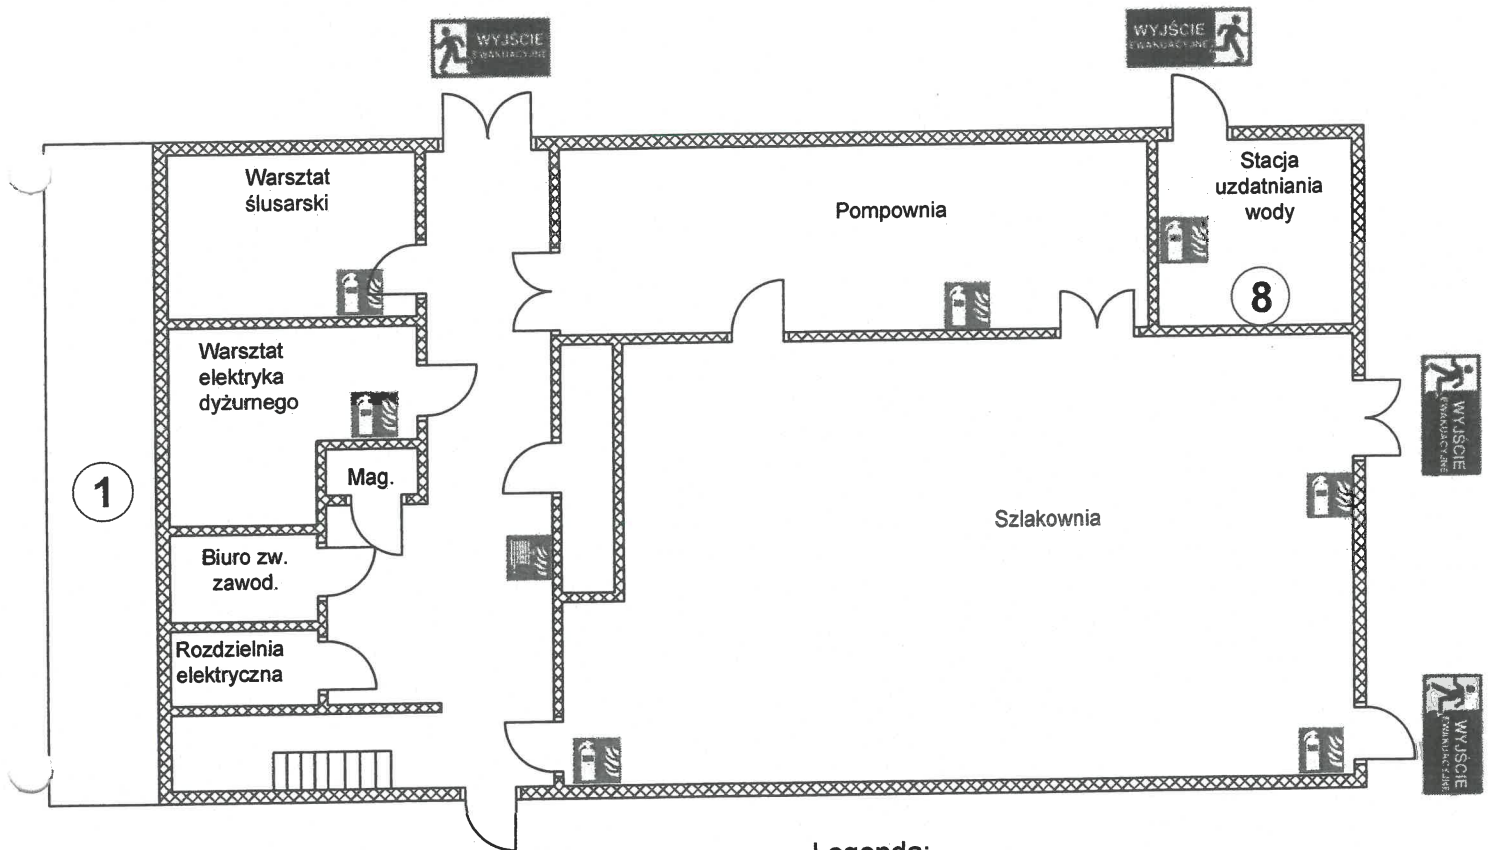 WYJŚCIE
EWAKUACYJNE
WYJŚCIE
EWAKUACYJNE
Warsztat
ślusarski
Pompownia
Stacja
uzdatniania
wody
8
Warsztat
elektryka
dyżurnego
WYJŚCIE
EWAKUACYJNE
Mag.
1
Szlakownia
Biuro zw.
zawod.
Rozdzielnia
elektryczna
WYJŚCIE
EWAKUACYJNE
Legenda: